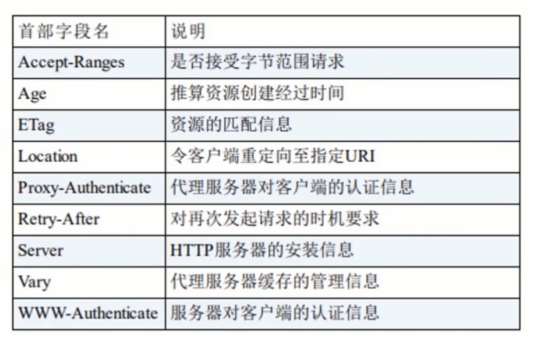 首部字段名 说明
Accept-Ranges 是否接受字节范围请求
Age 推算资源创建经过时间
ETag 资源的匹配信息
Location 令客户端重定向至指定URI
Proxy-Authenticate 代理服务器对客户端的认证信息
Retry-After 对再次发起请求的时机要求
Server HTTP服务器的安装信息
Vary 代理服务器缓存的管理信息
WWW-Authenticate 服务器对客户端的认证信息